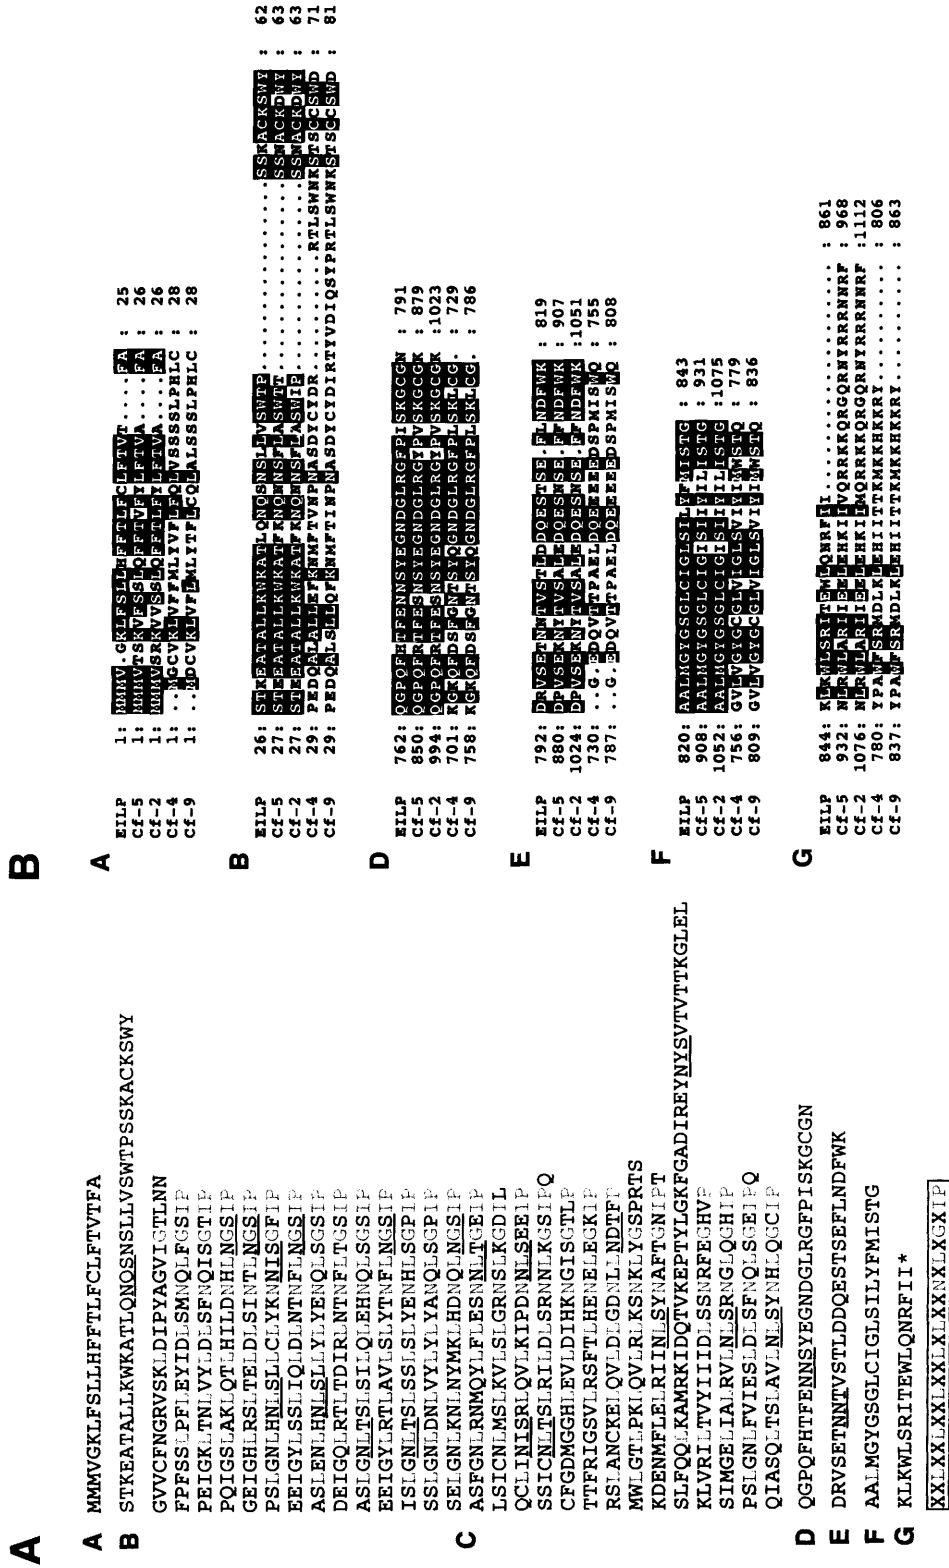 A
A MMMVGKLFSLLHFFTLFCLFTVTFA
B STKEATALLKWKATLQNQSNSLLVSWTPSSKACKSWY
GVVCFNGRVSKLDIPYAGVIGTLNN
FPFSSLPFLEYIDLSMNQLFGSIP
PEIGKLTNLVYLDLSFNQISGTIP
PQIGSLAKLQTLHILDNHLNGSIP
GEIGHLRSLTELDLSINTLNGSIP
PSLGNLHNLSLLCLYKNNISGFIP
EEIGYLSSLIQLDLNTNFLNGSIP
ASLENLHNLSLLYLYENQLSGSIP
DEIGQLRTLTDIRLNTNFLTGSIP
ASLGNLTSLSILQLEHNQLSGSIP
EEIGYLRTLAVLSLYTNFLNGSIP
ISLGNLTSLSSLSLYENHLSGPIP
SSLGNLDNLVYLYLYANQLSGPIP
SELGNLKNLNYMKLHDNQLNGSIP
C ASFGNLRNMQYLFLESNNLTGEIP
LSICNLMSLKVLSLGRNSLKGDIL
QCLINISRLQVLKIPDNNLSEEIP
SSICNLTSLRILDLSRNNLKGSIPQ
CFGDMGGHLEVLDIHKNGISGTLP
TTFRIGSVLRSFTLHENELEGKIP
RSLANCKELQVLDLGDNLLNDTFP
MWLGTLPKLQVLRLKSNKLYGSPRTS
KDENMFLELRIINLSYNAFTGNIPT
SLFQQLKAMRKIDQTVKEPTYLGKFGADIREYNYSVTVTTKGLEL
KLVRILTVYIIIDLSSNRFEGHVP
SIMGELIALRVLNLSRNGLQGHIP
PSLGNLFVIESLDLSFNQLSGEIPQ
QIASQLTSLAVLNLSYNHLQGCIP
D QGPQFHTFENNSYEGNDGLRGFPISKGCGN
E DRVSETNNTVSTLDDQESTSEFLNDFWK
F AALMGYGSGLCIGLSILYFMISTG
G KLKWLSRITEWLQNRFII*
XXLXXLXXLXLXXNXLXGXIP
B
A
EILP 1: MMMV.GKLFSLLHFFTLFCLFTVT.....FA : 25
Cf-5 1: MMMVTSKVFSSLQFFTVFYLFTVA.....FA : 26
Cf-2 1: MMMVSRKVVSSLQFFTLFYLFTVA.....FA : 26
Cf-4 1: ..MGCVKLVFFMLYVFLFQLVSSSSLPHLC : 28
Cf-9 1: ..MDCVKLVFLMLYTFLCQLALSSSLPHLC : 28
B
EILP 26: STKEATALLKWKATLQNQSNSLLVSWTP................SSKACKSWY : 62
Cf-5 27: STEEATALLKWKATFKNQNNSFLASWTT................SSNACKDWY : 63
Cf-2 27: STEEATALLKWKATFKNQNNSFLASWIP................SSNACKDWY : 63
Cf-4 29: PEDQALALLEFKNMFTVNPNASDYCYDR..........RTLSWNKSTSCCSWD : 71
Cf-9 29: PEDQALSLLQFKNMFTINPNASDYCYDIRTYVDIQSYPRTLSWNKSTSCCSWD : 81
D
EILP 762: QGPQFHTFENNSYEGNDGLRGFPISKGCGN : 791
Cf-5 850: QGPQFRTFESNSYEGNDGLRGYPVSKGCGK : 879
Cf-2 994: QGPQFRTFESNSYEGNDGLRGYPVSKGCGK :1023
Cf-4 701: KGKQFDSFGNTSYQGNDGLRGFPLSKLCG. : 729
Cf-9 758: KGKQFDSFGNTSYQGNDGLRGFPLSKLCG. : 786
E
EILP 792: DRVSETNNTVSTLDDQESTSE.FLNDFWK : 819
Cf-5 880: DPVSEKNYTVSALEDQESNSE.FFNDFWK : 907
Cf-2 1024: DPVSEKNYTVSALEDQESNSE.FFNDFWK :1051
Cf-4 730: ..G.EDQVTTPAELDQEEEEEDSPMISWQ : 755
Cf-9 787: ..G.EDQVTTPAELDQEEEEEDSPMISWQ : 808
F
EILP 820: AALMGYGSGLCIGLSILYFMISTG : 843
Cf-5 908: AALMGYGSGLCIGISIIYILISTG : 931
Cf-2 1052: AALMGYGSGLCIGISIIYILISTG :1075
Cf-4 756: GVLVGYGCGLVIGLSVIYIMWSTQ : 779
Cf-9 809: GVLVGYGCGLVIGLSVIYIMWSTQ : 836
G
EILP 844: KLKWLSRITEWLQNRFII................... : 861
Cf-5 932: NLRWLARIIEELEHKIIVQRRKKQRGQRNYRRRNNRF : 968
Cf-2 1076: NLRWLARIIEELEHKIIMQRRKKQRGQRNYRRRNNRF :1112
Cf-4 780: YPAWFSRMDLKLEHIITTKMKKHKKRY.......... : 806
Cf-9 837: YPAWFSRMDLKLEHIITTKMKKHKKRY.......... : 863